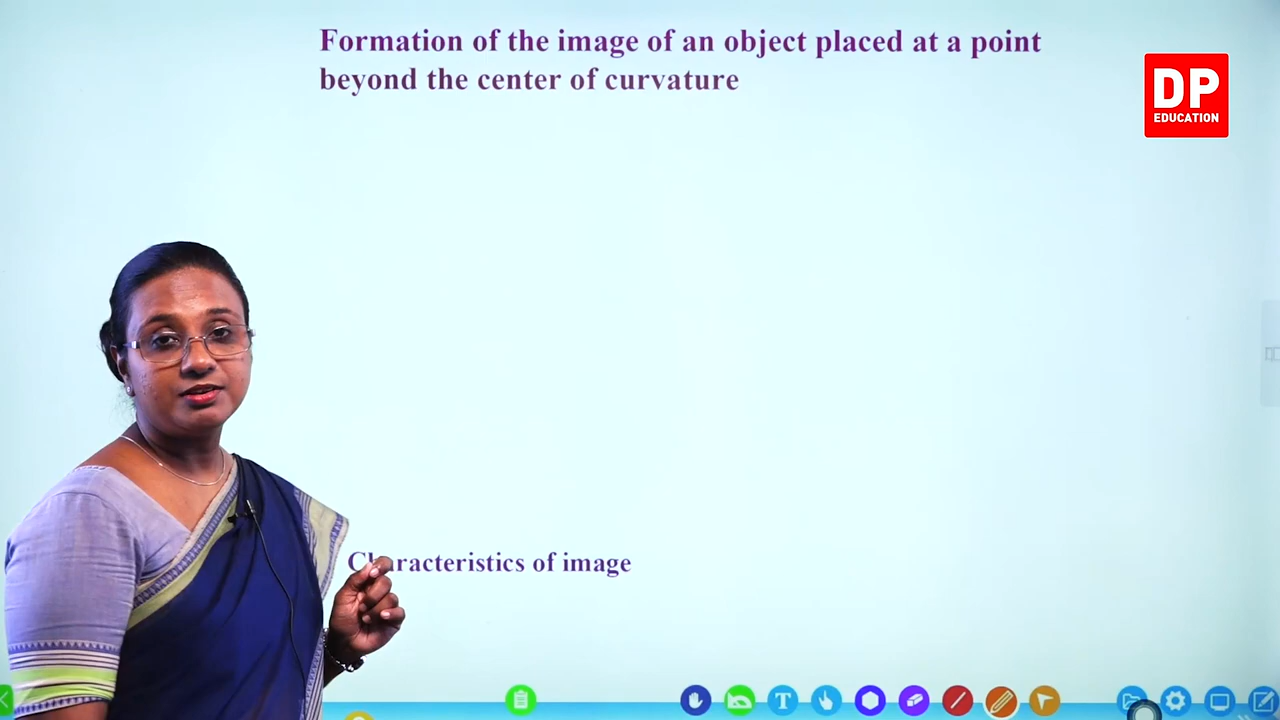 Formation of the image of an object placed at a point
beyond the center of curvature
DP
EDUCATION
Characteristics of image